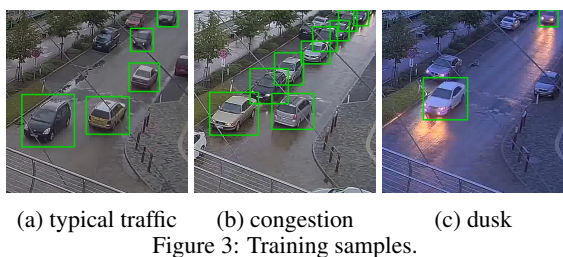 (a) typical traffic (b) congestion (c) dusk
Figure 3: Training samples.